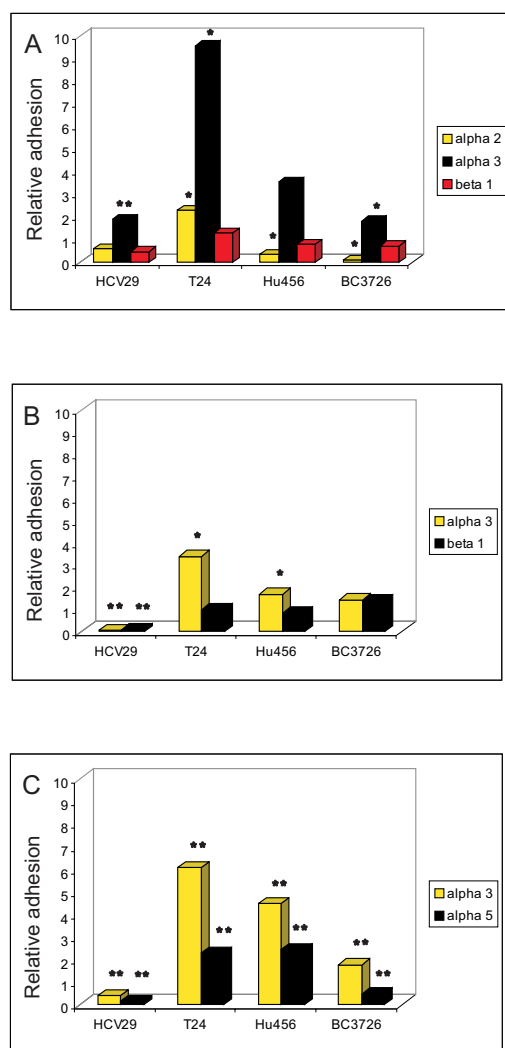 A
Relative adhesion
10
9
8
7
6
5
4
3
2
1
0
** * * * * * *
HCV29 T24 Hu456 BC3726
alpha 2
alpha 3
beta 1
B
Relative adhesion
10
9
8
7
6
5
4
3
2
1
0
** ** * *
HCV29 T24 Hu456 BC3726
alpha 3
beta 1
C
Relative adhesion
10
9
8
7
6
5
4
3
2
1
0
** ** ** ** ** ** ** **
HCV29 T24 Hu456 BC3726
alpha 3
alpha 5